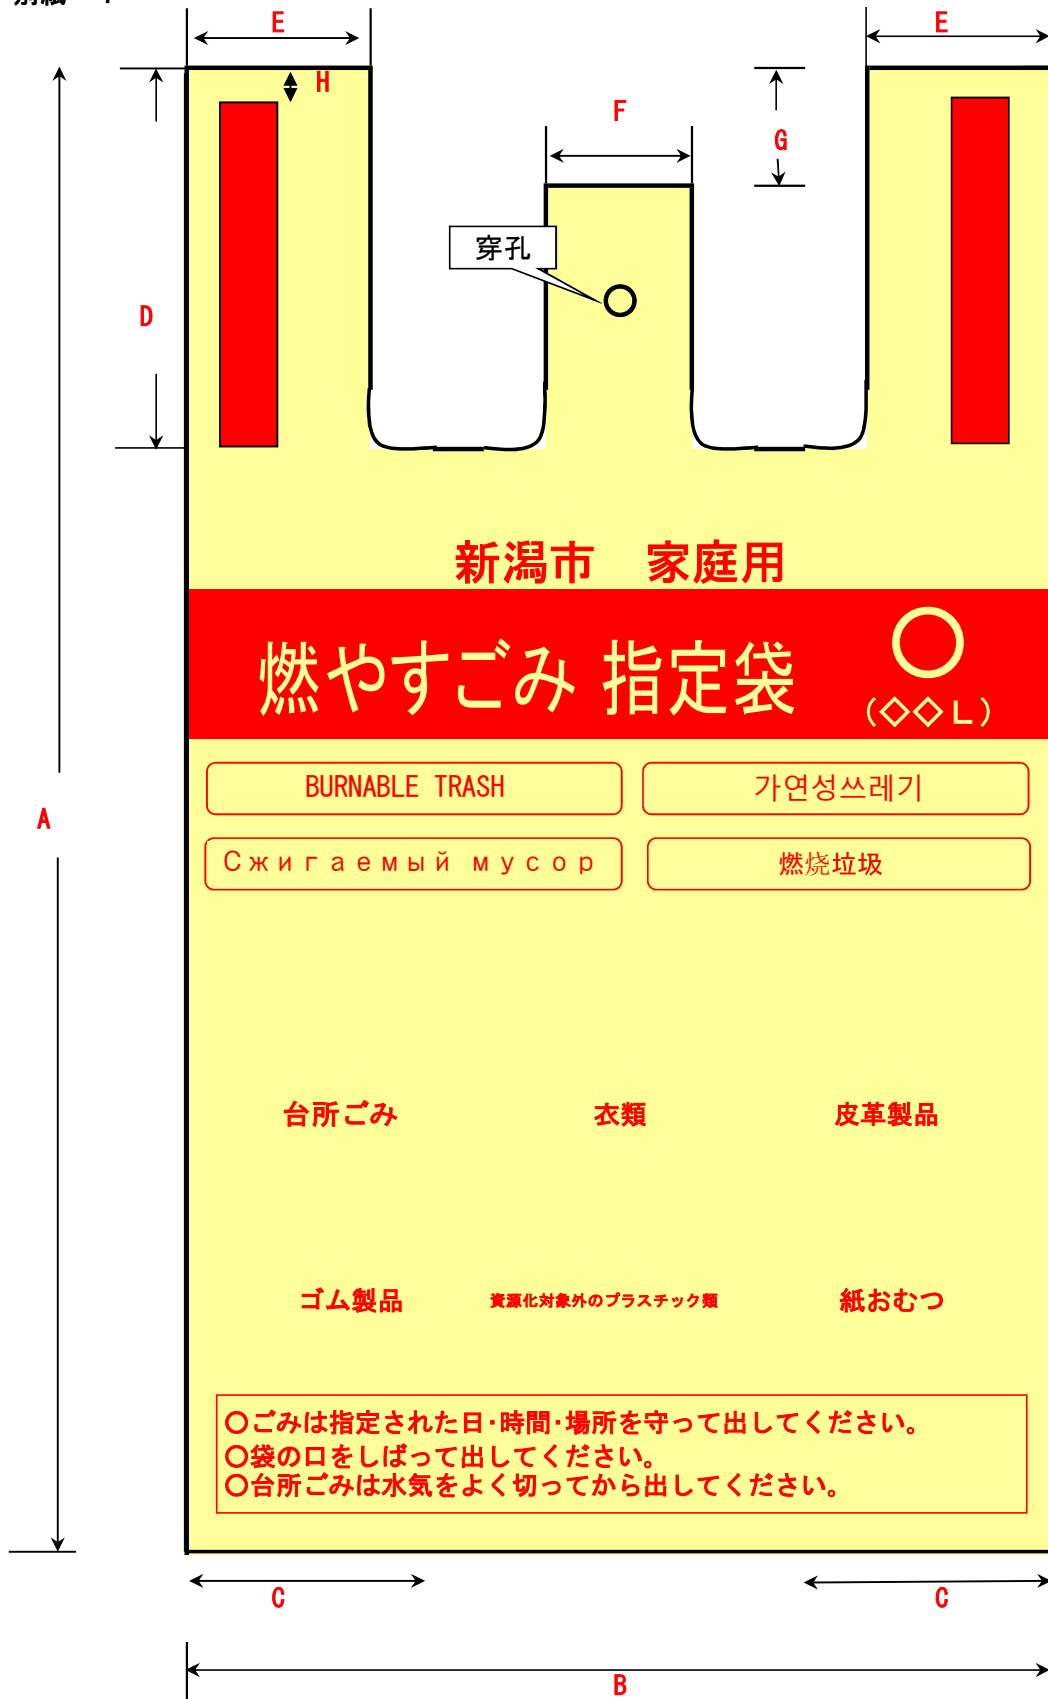 E E
H
F
G
穿孔
D
新潟市　家庭用
燃やすごみ 指定袋 ○
(◇◇L)
BURNABLE TRASH 가연성쓰레기
Сжигаемый мусор 燃烧垃圾
A
台所ごみ 衣類 皮革製品
ゴム製品 資源化対象外のプラスチック類 紙おむつ
○ごみは指定された日・時間・場所を守って出してください。
○袋の口をしばって出してください。
○台所ごみは水気をよく切ってから出してください。
C C
B